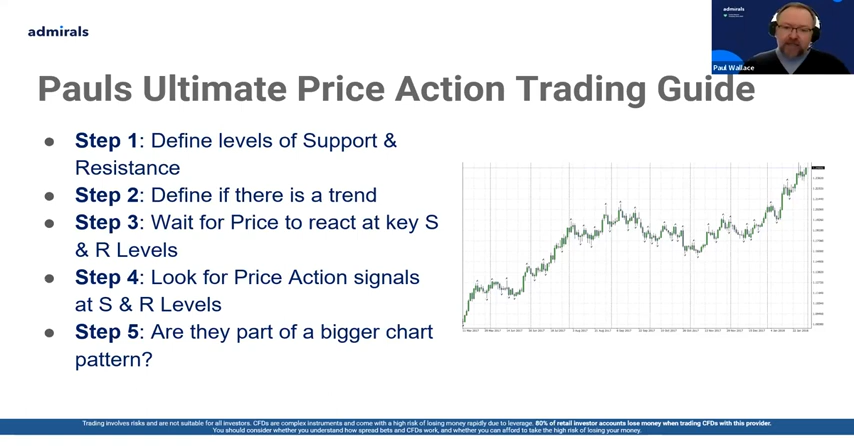 admirals
admirals
Paul Wallace
Pauls Ultimate Price Action Trading Guide
Step 1: Define levels of Support &
Resistance
Step 2: Define if there is a trend
Step 3: Wait for Price to react at key S
& R Levels
Step 4: Look for Price Action signals
at S & R Levels
Step 5: Are they part of a bigger chart
pattern?
Trading involves risks and are not suitable for all investors. CFDs are complex instruments and come with a high risk of losing money rapidly due to leverage. 80% of retail investor accounts lose money when trading CFDs with this provider.
You should consider whether you understand how spread bets and CFDs work, and whether you can afford to take the high risk of losing your money.